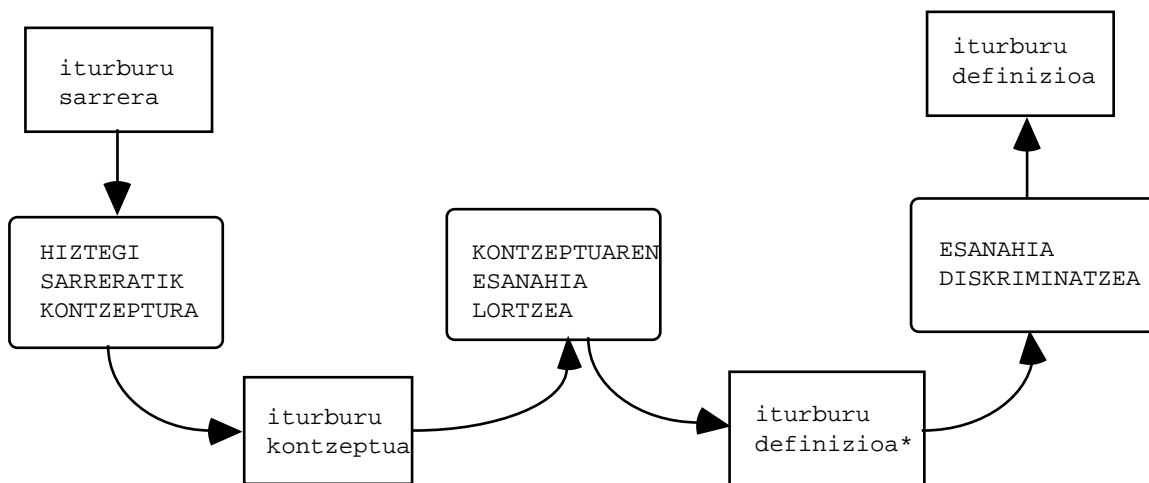 iturburu
sarrera
HIZTEGI
SARRERATIK
KONTZEPTURA
iturburu
kontzeptua
KONTZEPTUAREN
ESANAHIA
LORTZEA
iturburu
definizioa*
ESANAHIA
DISKRIMINATZEA
iturburu
definizioa